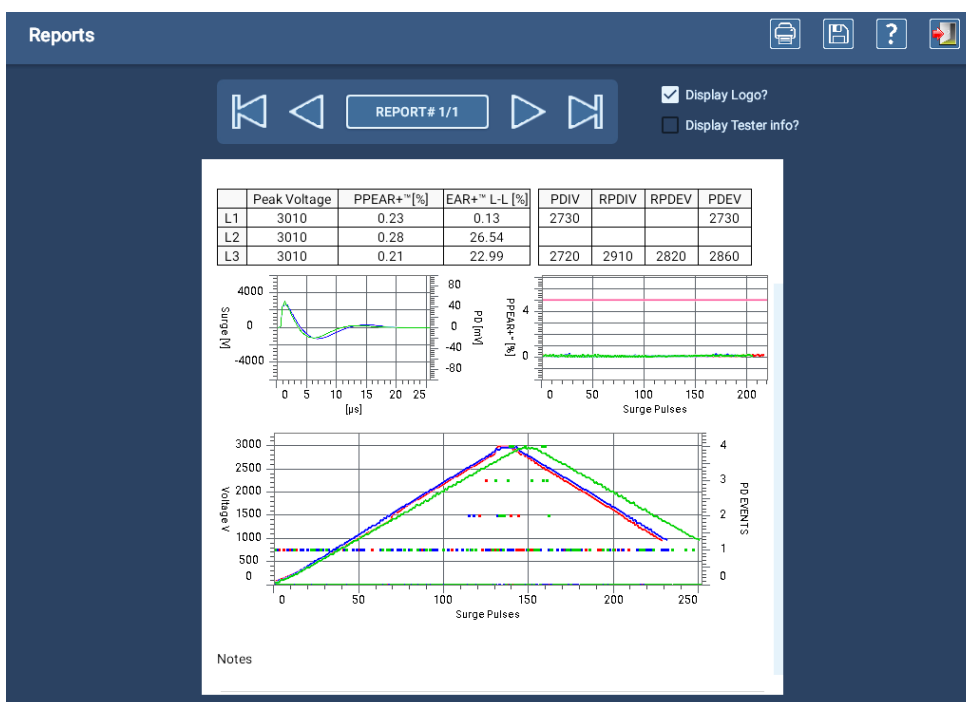 Reports
REPORT# 1/1
Display Logo?
Display Tester info?
Peak Voltage PPEAR+™[%] EAR+™ L-L [%] PDIV RPDIV RPDEV PDEV
L1 3010 0.23 0.13 2730 2730
L2 3010 0.28 26.54
L3 3010 0.21 22.99 2720 2910 2820 2860
Surge [V]
4000
0
-4000
0 5 10 15 20 25
[µs]
80
40
0
-40
-80
PD [mV]
PPEAR+™ [%]
4
0
0 50 100 150 200
Surge Pulses
Voltage V
3000
2500
2000
1500
1000
500
0
0 50 100 150 200 250
Surge Pulses
4
3
2
1
0
PD EVENTS
Notes